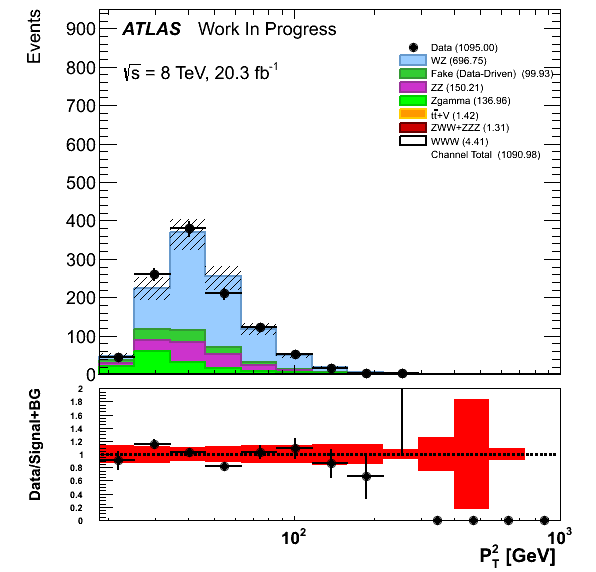 Events
900
800
700
600
500
400
300
200
100
0
ATLAS Work In Progress
√s = 8 TeV, 20.3 fb⁻¹
Data (1095.00)
WZ (696.75)
Fake (Data-Driven) (99.93)
ZZ (150.21)
Zgamma (136.96)
tt̄+V (1.42)
ZWW+ZZZ (1.31)
WWW (4.41)
Channel Total (1090.98)
Data/Signal+BG
2
1.8
1.6
1.4
1.2
1
0.8
0.6
0.4
0.2
0
10² 10³
P_T² [GeV]